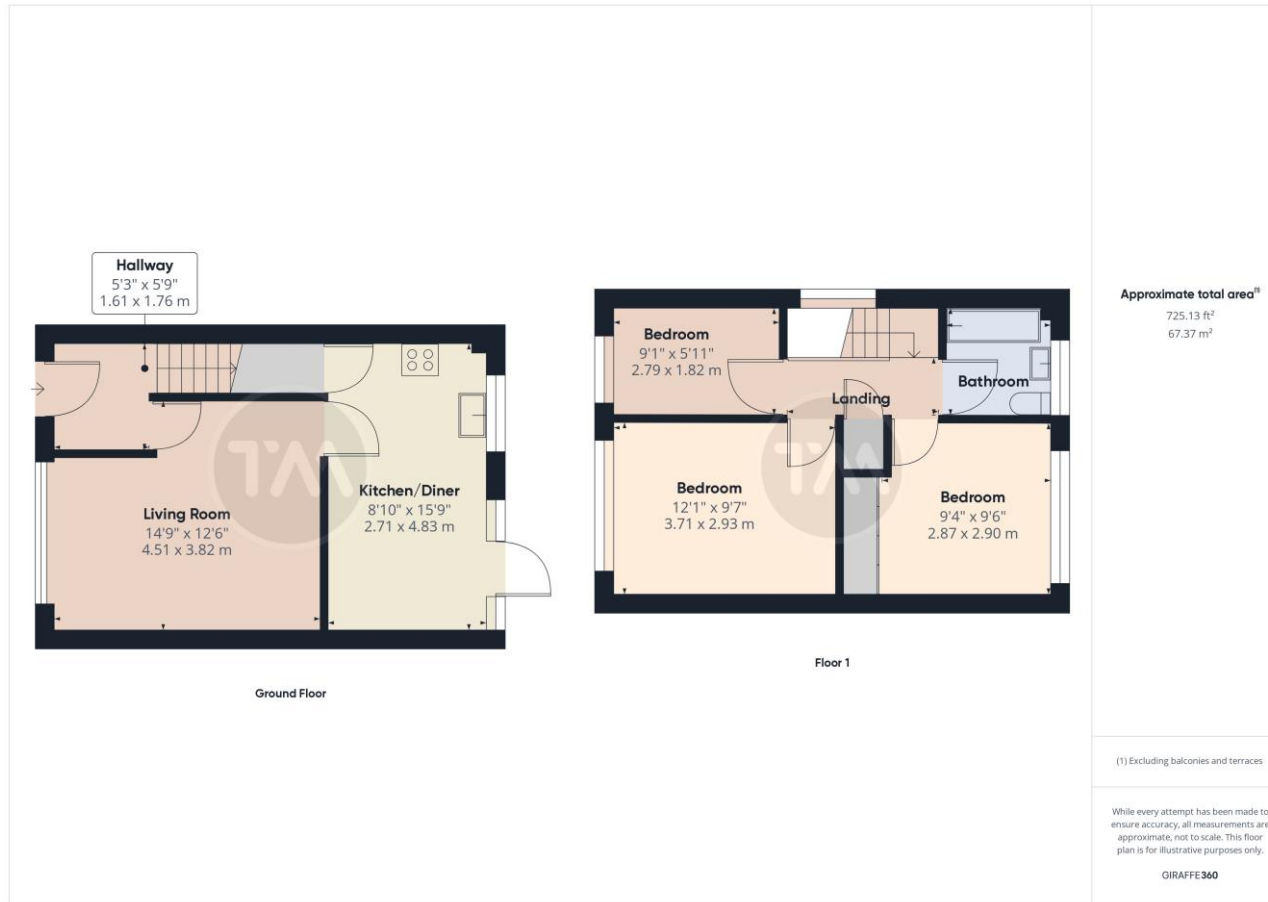 Hallway
5'3" x 5'9"
1.61 x 1.76 m
Living Room
14'9" x 12'6"
4.51 x 3.82 m
Kitchen/Diner
8'10" x 15'9"
2.71 x 4.83 m
TM
Ground Floor
Bedroom
9'1" x 5'11"
2.79 x 1.82 m
Landing
Bathroom
Bedroom
12'1" x 9'7"
3.71 x 2.93 m
Bedroom
9'4" x 9'6"
2.87 x 2.90 m
TM
Floor 1
Approximate total area(1)
725.13 ft²
67.37 m²
(1) Excluding balconies and terraces
While every attempt has been made to
ensure accuracy, all measurements are
approximate, not to scale. This floor
plan is for illustrative purposes only.
GIRAFFE360